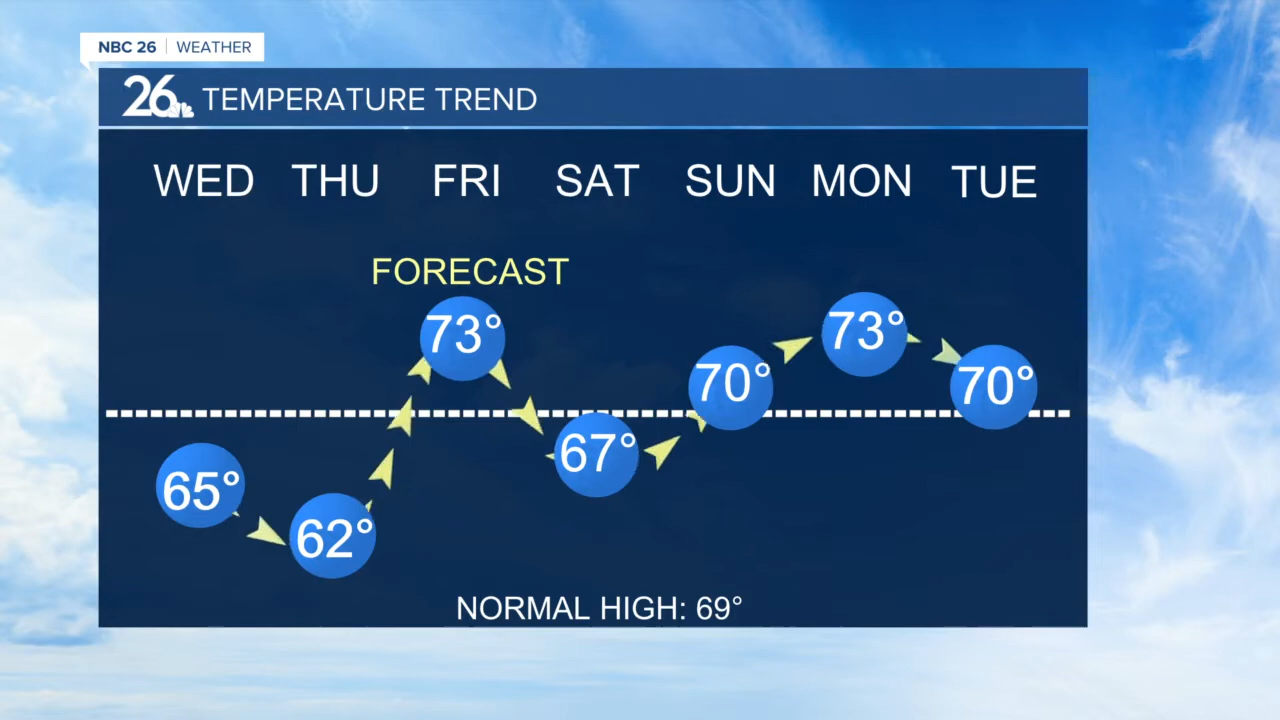 NBC 26 | WEATHER
26 TEMPERATURE TREND
WED THU FRI SAT SUN MON TUE
FORECAST
73° 73°
70° 70°
67°
65°
62°
NORMAL HIGH: 69°